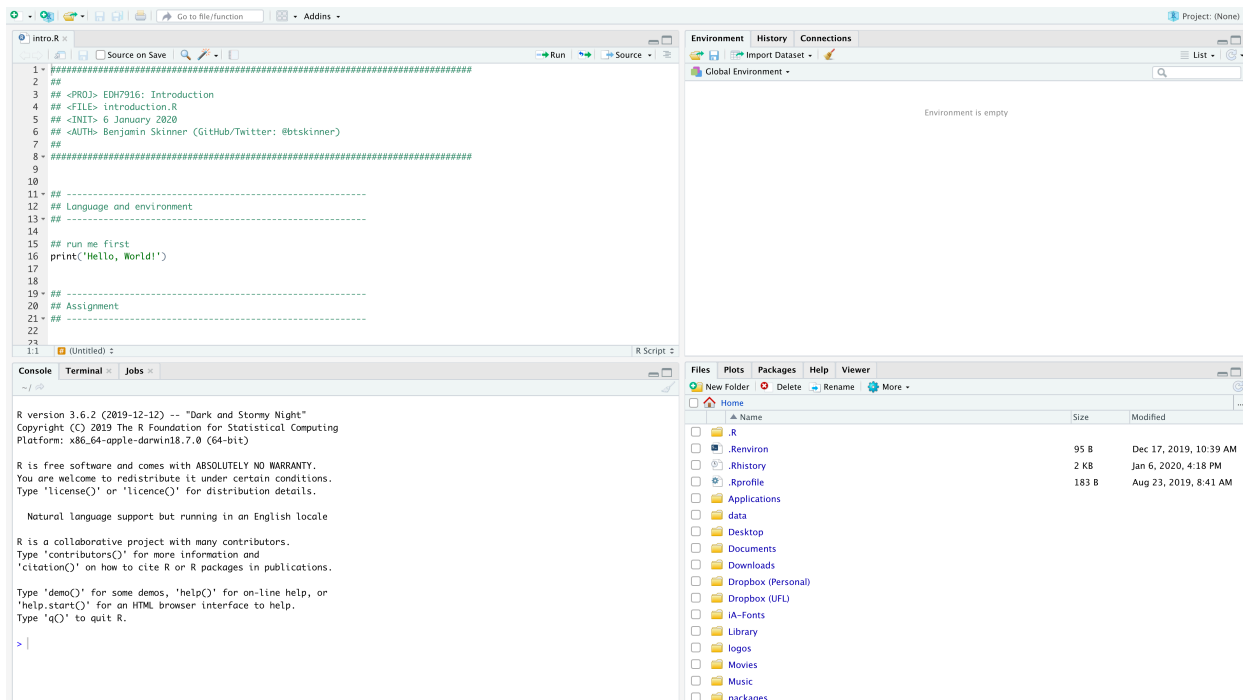 Go to file/function Addins Project: (None)
intro.R
Source on Save Run Source
1 ################################################################################
2 ##
3 ## <PROJ> EDH7916: Introduction
4 ## <FILE> introduction.R
5 ## <INIT> 6 January 2020
6 ## <AUTH> Benjamin Skinner (GitHub/Twitter: @btskinner)
7 ##
8 ################################################################################
9
10
11 ## ---------------------------------------------------------
12 ## Language and environment
13 ## ---------------------------------------------------------
14
15 ## run me first
16 print('Hello, World!')
17
18
19 ## ---------------------------------------------------------
20 ## Assignment
21 ## ---------------------------------------------------------
22
23
1:1 # (Untitled) R Script
Console Terminal Jobs
~/
R version 3.6.2 (2019-12-12) -- "Dark and Stormy Night"
Copyright (C) 2019 The R Foundation for Statistical Computing
Platform: x86_64-apple-darwin18.7.0 (64-bit)
R is free software and comes with ABSOLUTELY NO WARRANTY.
You are welcome to redistribute it under certain conditions.
Type 'license()' or 'licence()' for distribution details.
Natural language support but running in an English locale
R is a collaborative project with many contributors.
Type 'contributors()' for more information and
'citation()' on how to cite R or R packages in publications.
Type 'demo()' for some demos, 'help()' for on-line help, or
'help.start()' for an HTML browser interface to help.
Type 'q()' to quit R.
>
Environment History Connections
Import Dataset List
Global Environment
Environment is empty
Files Plots Packages Help Viewer
New Folder Delete Rename More
Home ...
Name Size Modified
.R
.Renviron 95 B Dec 17, 2019, 10:39 AM
.Rhistory 2 KB Jan 6, 2020, 4:18 PM
.Rprofile 183 B Aug 23, 2019, 8:41 AM
Applications
data
Desktop
Documents
Downloads
Dropbox (Personal)
Dropbox (UFL)
iA-Fonts
Library
logos
Movies
Music
packages